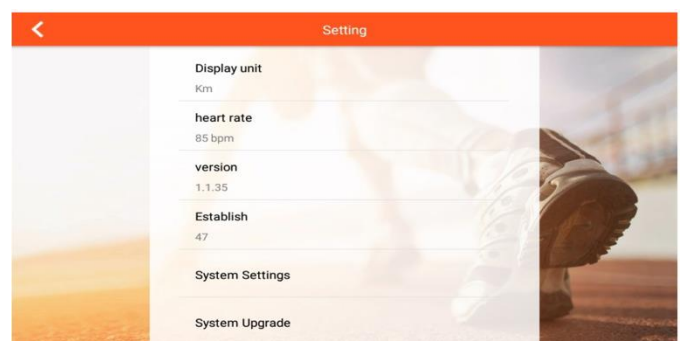 Setting
Display unit
Km
heart rate
85 bpm
version
1.1.35
Establish
47
System Settings
System Upgrade